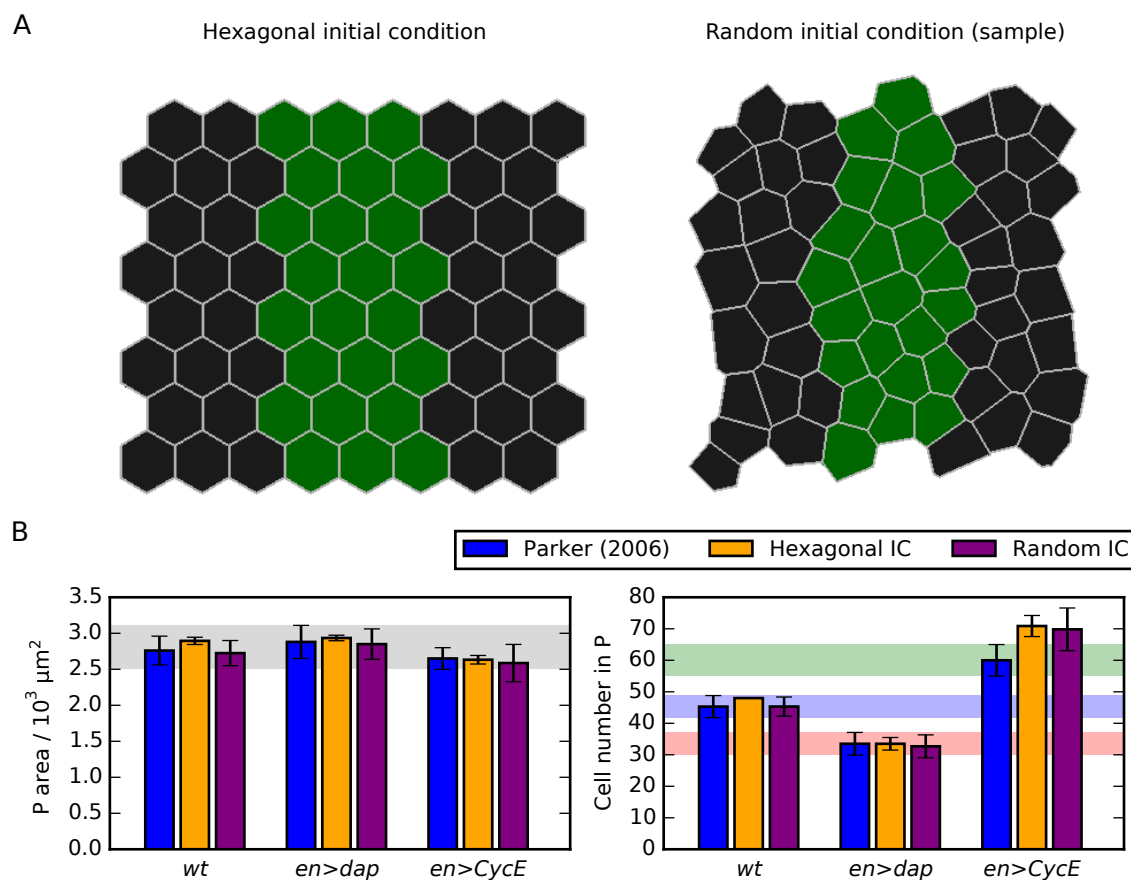 A
Hexagonal initial condition
Random initial condition (sample)
B
Parker (2006)
Hexagonal IC
Random IC
P area / 10³ μm²
3.5
3.0
2.5
2.0
1.5
1.0
0.5
0.0
wt
en>dap
en>CycE
Cell number in P
80
70
60
50
40
30
20
10
0
wt
en>dap
en>CycE